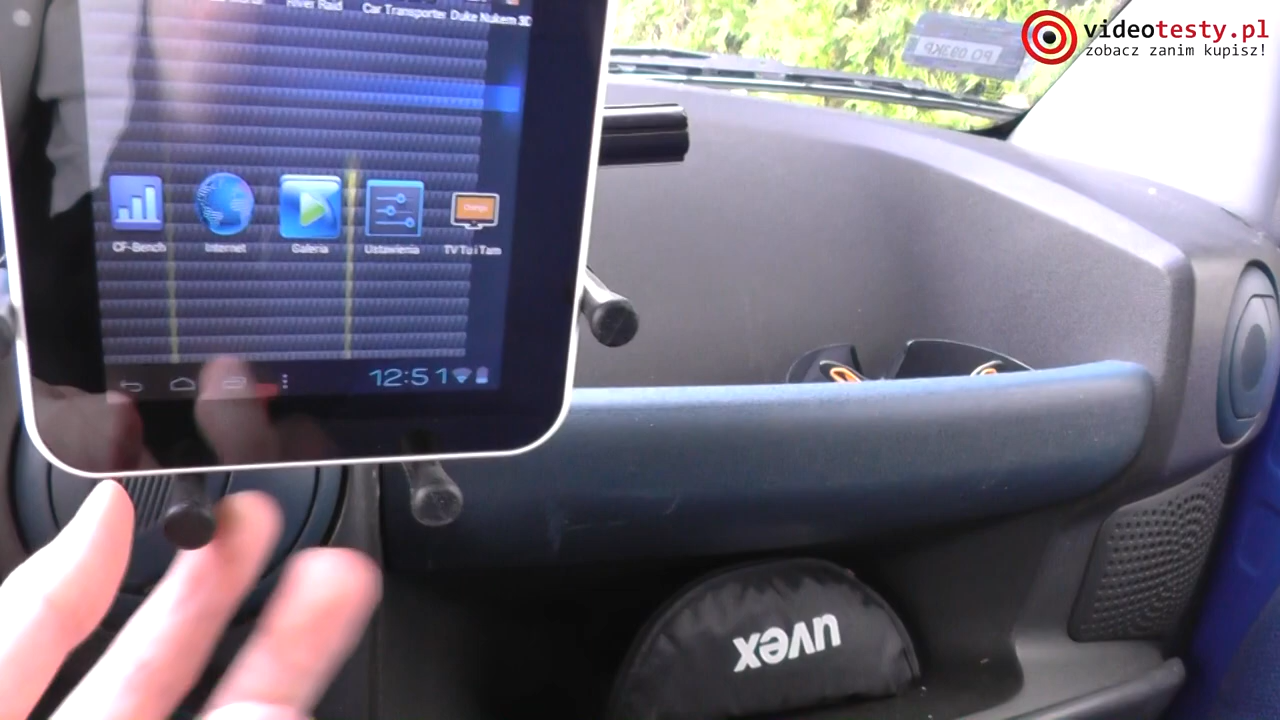 River Raid
Car Transporter
Duke Nukem 3D
videotesty.pl
zobacz zanim kupisz!
CF-Bench
Internet
Galeria
Ustawienia
TV Tu i Tam
12:51
uvex